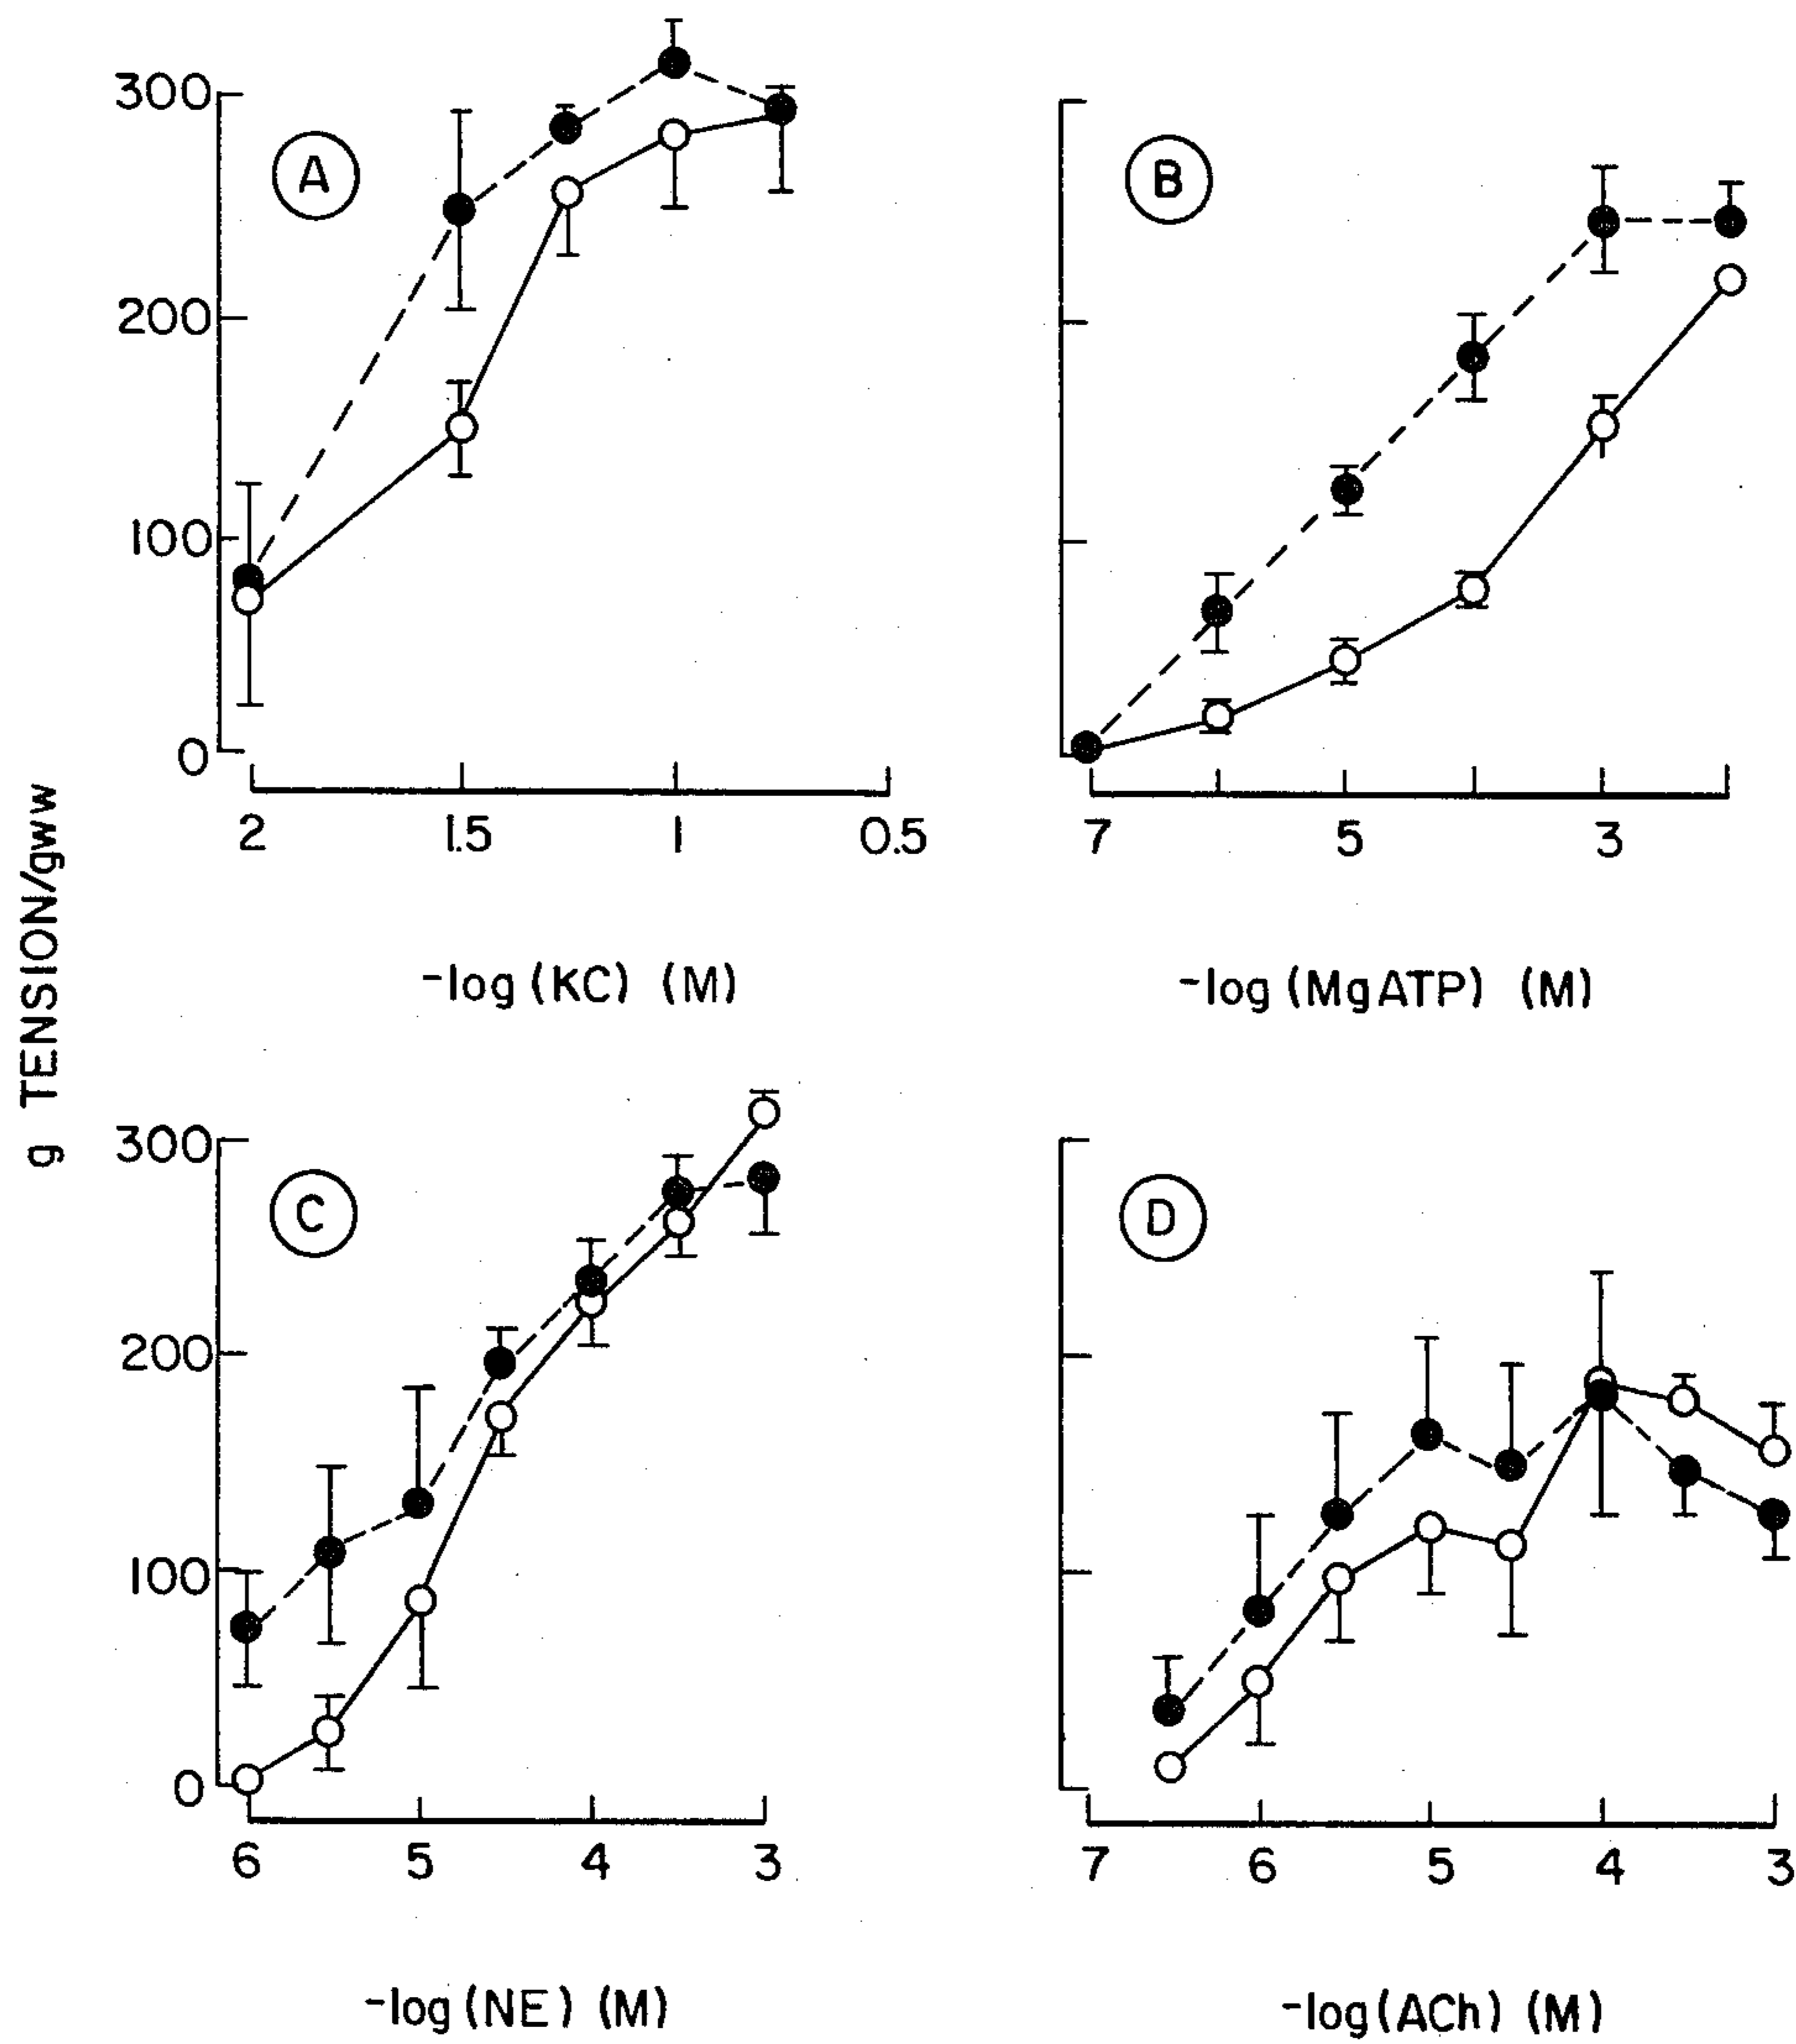 g TENSION/gww
300
200
100
0
A
2 1.5 1 0.5
-log (KC) (M)
B
7 5 3
-log (MgATP) (M)
300
200
100
0
C
6 5 4 3
-log (NE) (M)
D
7 6 5 4 3
-log (ACh) (M)